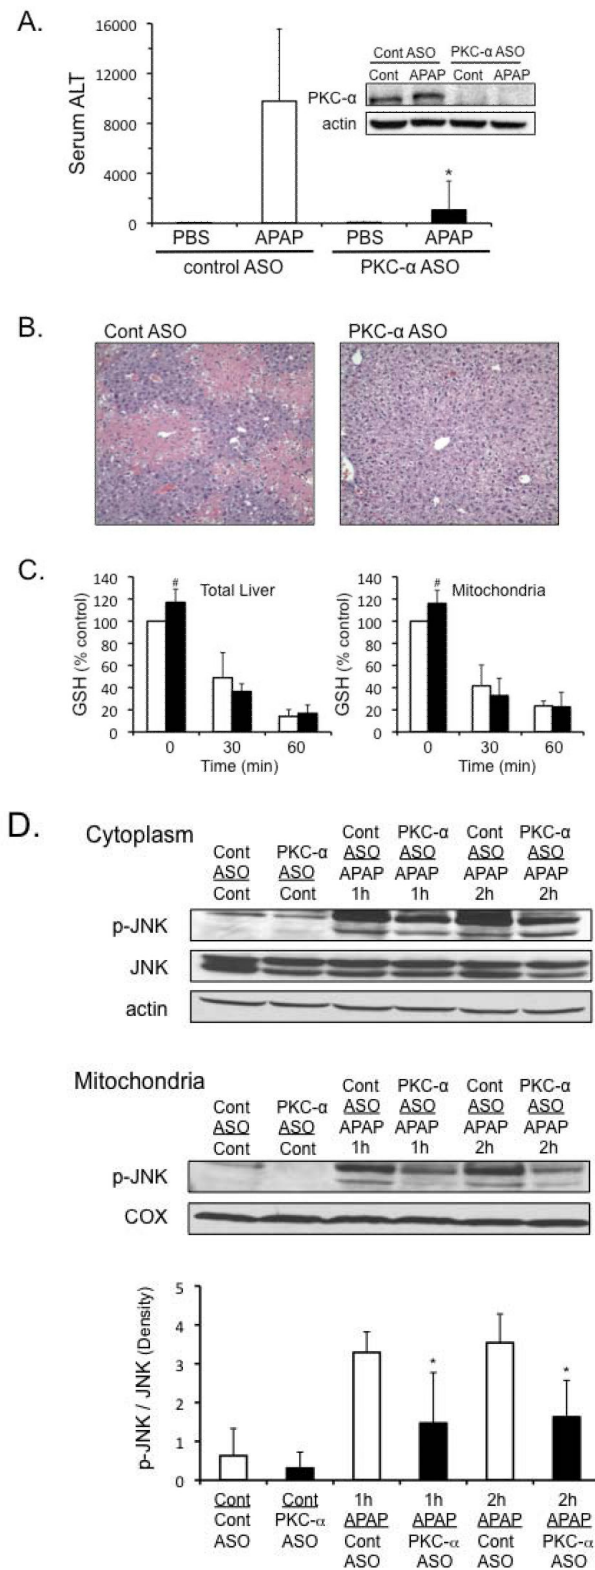 A.
16000
12000
8000
4000
0
Serum ALT
Cont ASO PKC-α ASO
Cont APAP Cont APAP
PKC-α
actin
*
PBS APAP PBS APAP
control ASO PKC-α ASO
B.
Cont ASO PKC-α ASO
C.
140
120
100
80
60
40
20
0
GSH (% control)
#
Total Liver
0 30 60
Time (min)
140
120
100
80
60
40
20
0
GSH (% control)
#
Mitochondria
0 30 60
Time (min)
D.
Cytoplasm
Cont PKC-α Cont PKC-α Cont PKC-α
ASO ASO ASO ASO ASO ASO
Cont Cont APAP APAP APAP APAP
1h 1h 2h 2h
p-JNK
JNK
actin
Mitochondria
Cont PKC-α Cont PKC-α Cont PKC-α
ASO ASO ASO ASO ASO ASO
Cont Cont APAP APAP APAP APAP
1h 1h 2h 2h
p-JNK
COX
5
4
3
2
1
0
p-JNK / JNK (Density)
* *
Cont Cont 1h 1h 2h 2h
Cont PKC-α APAP APAP APAP APAP
ASO ASO Cont PKC-α Cont PKC-α
ASO ASO ASO ASO